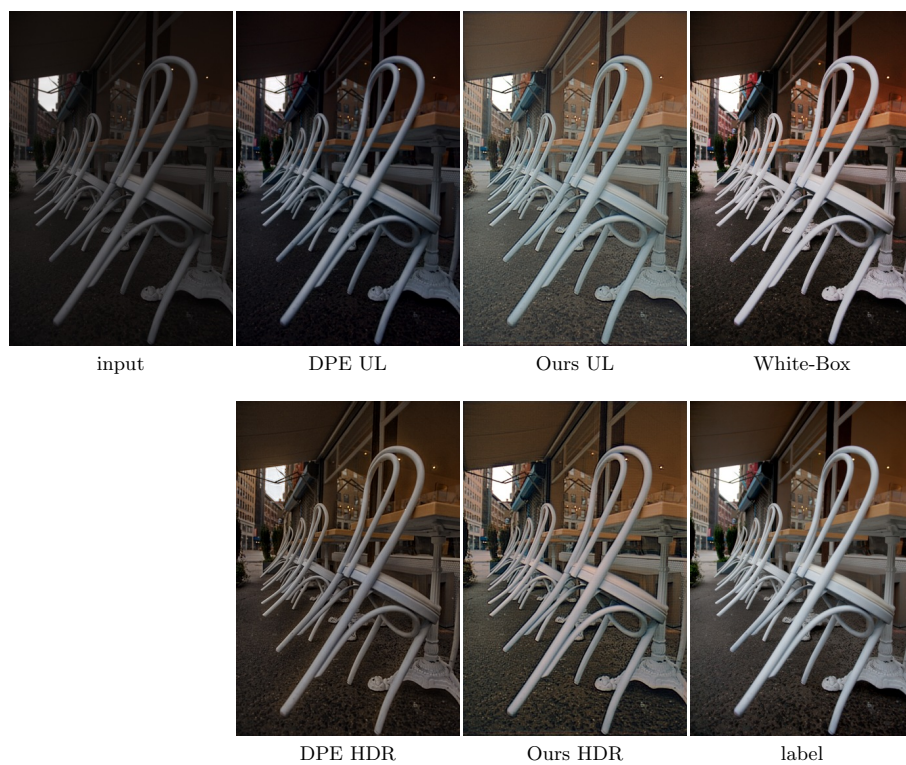 input
DPE UL
Ours UL
White-Box
DPE HDR
Ours HDR
label